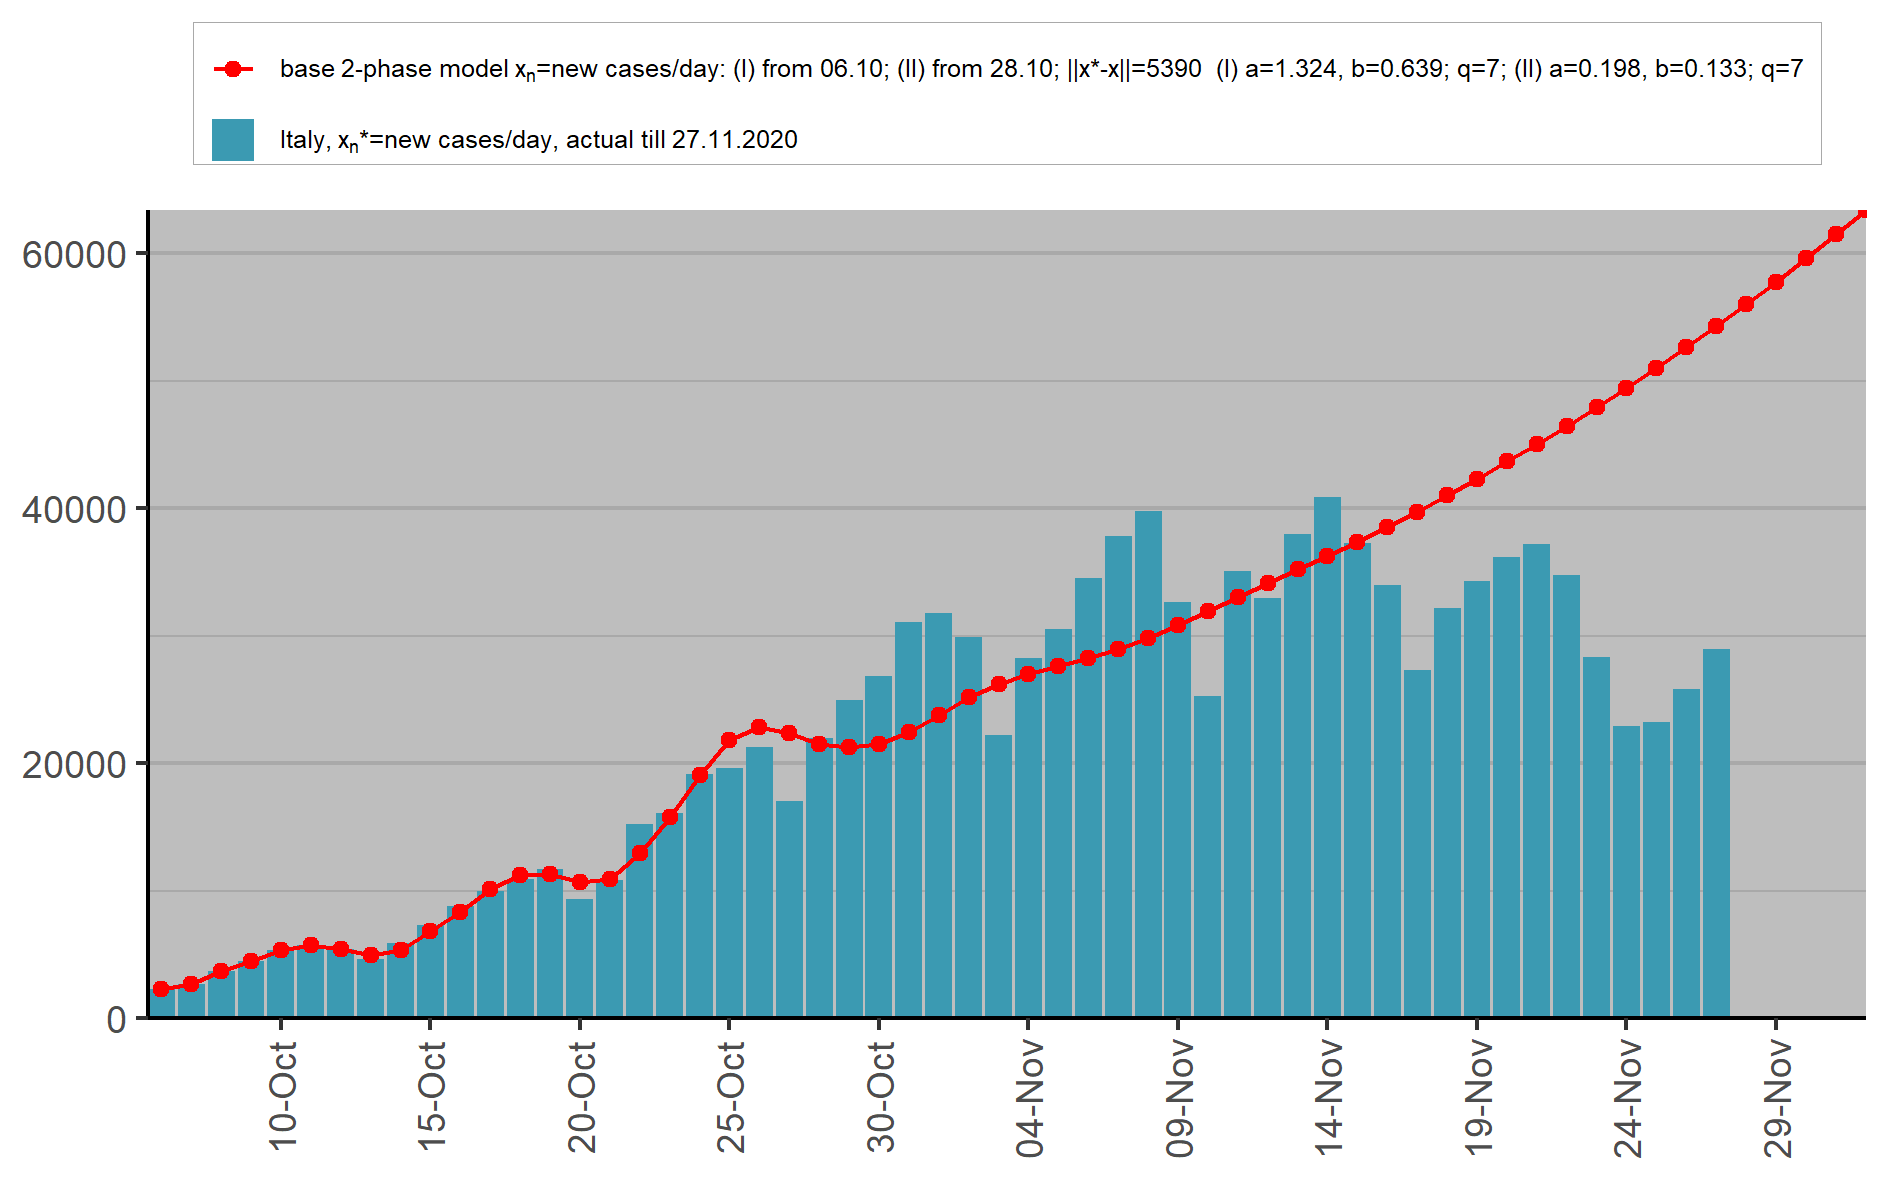 base 2-phase model xn=new cases/day: (I) from 06.10; (II) from 28.10; ||x*-x||=5390 (I) a=1.324, b=0.639; q=7; (II) a=0.198, b=0.133; q=7
Italy, xn*=new cases/day, actual till 27.11.2020
60000
40000
20000
0
10-Oct
15-Oct
20-Oct
25-Oct
30-Oct
04-Nov
09-Nov
14-Nov
19-Nov
24-Nov
29-Nov